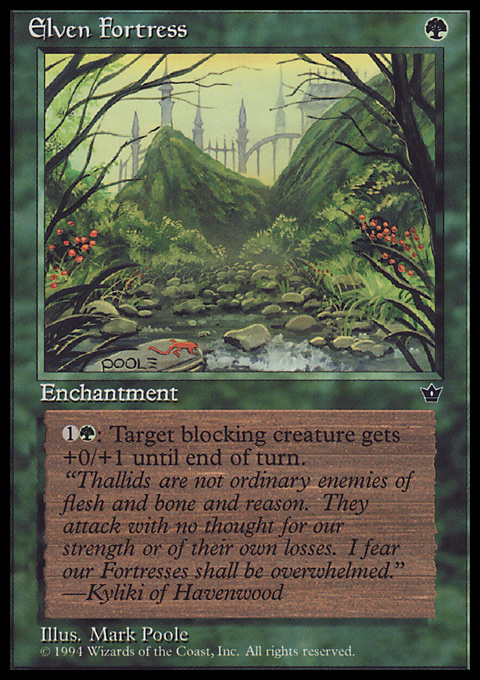 Elven Fortress
POOLE
Enchantment
1: Target blocking creature gets
+0/+1 until end of turn.
“Thallids are not ordinary enemies of
flesh and bone and reason. They
attack with no thought for our
strength or of their own losses. I fear
our Fortresses shall be overwhelmed.”
—Kyliki of Havenwood
Illus. Mark Poole
© 1994 Wizards of the Coast, Inc. All rights reserved.